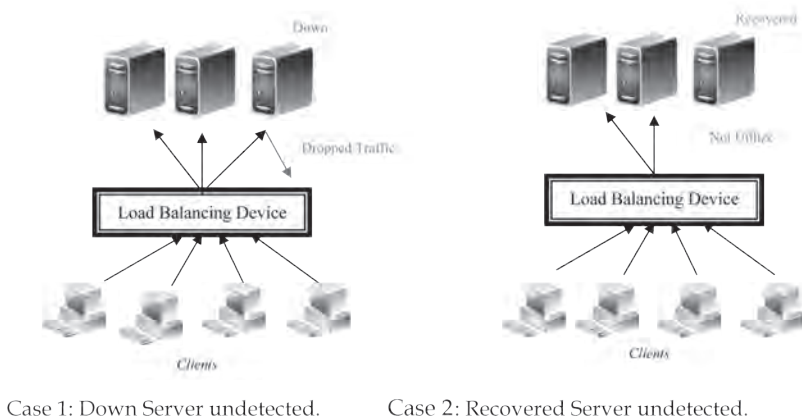 Down
Dropped Traffic
Load Balancing Device
Clients
Case 1: Down Server undetected.
Recovered
Not Utilize
Load Balancing Device
Clients
Case 2: Recovered Server undetected.